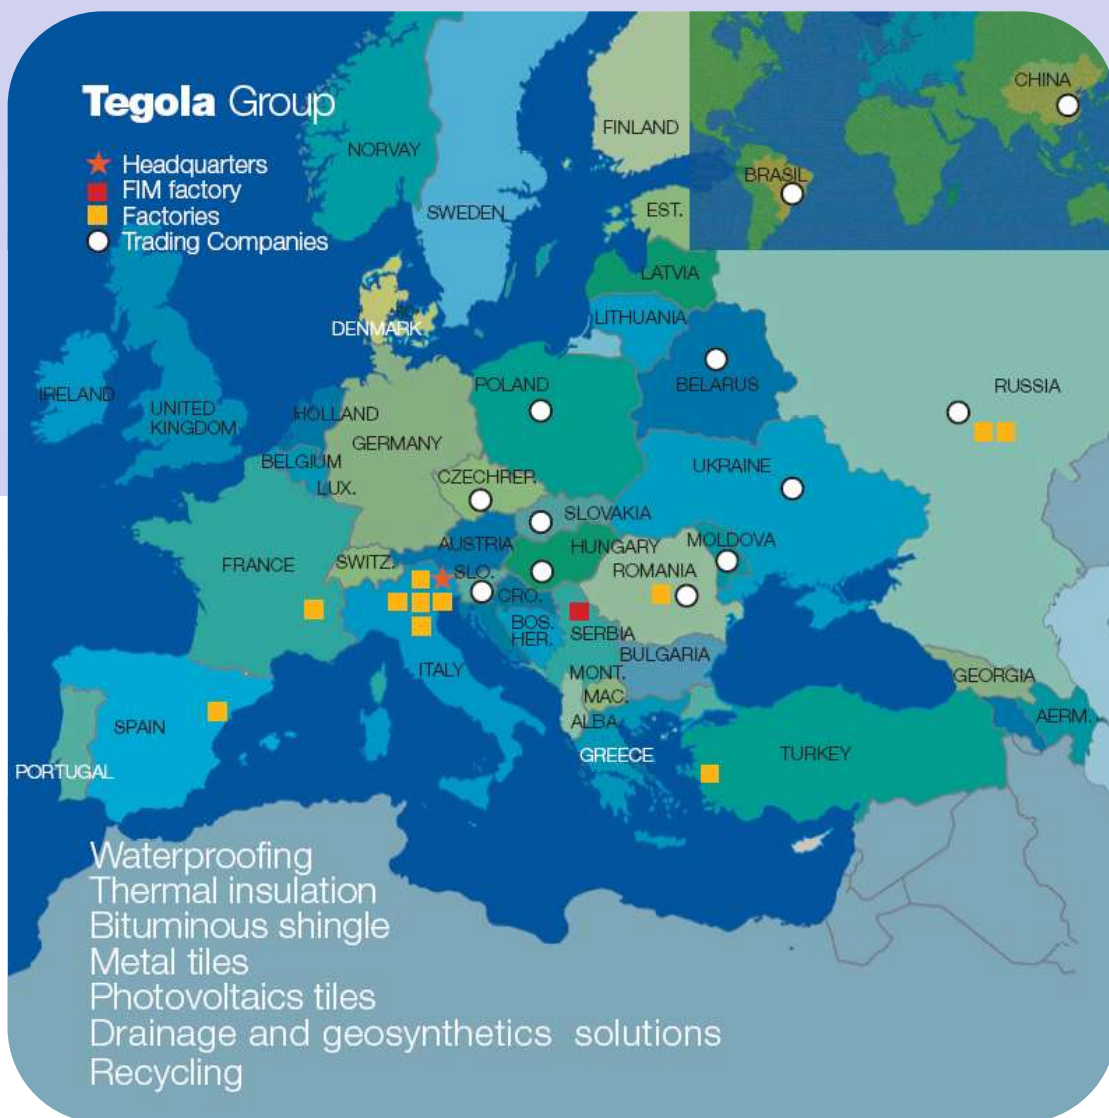 Tegola Group
Headquarters
FIM factory
Factories
Trading Companies
CHINA
BRASIL
FINLAND
NORVAY
SWEDEN
EST.
LATVIA
LITHUANIA
DENMARK
BELARUS
RUSSIA
POLAND
IRELAND
UNITED
KINGDOM
HOLLAND
GERMANY
BELGIUM
LUX.
CZECHREP.
UKRAINE
SLOVAKIA
AUSTRIA
HUNGARY
MOLDOVA
FRANCE
SWITZ.
SLO.
ROMANIA
CRO.
BOS.
HER.
SERBIA
BULGARIA
ITALY
MONT.
MAC.
ALBA.
GEORGIA
AERM.
SPAIN
PORTUGAL
GREECE
TURKEY
Waterproofing
Thermal insulation
Bituminous shingle
Metal tiles
Photovoltaics tiles
Drainage and geosynthetics solutions
Recycling